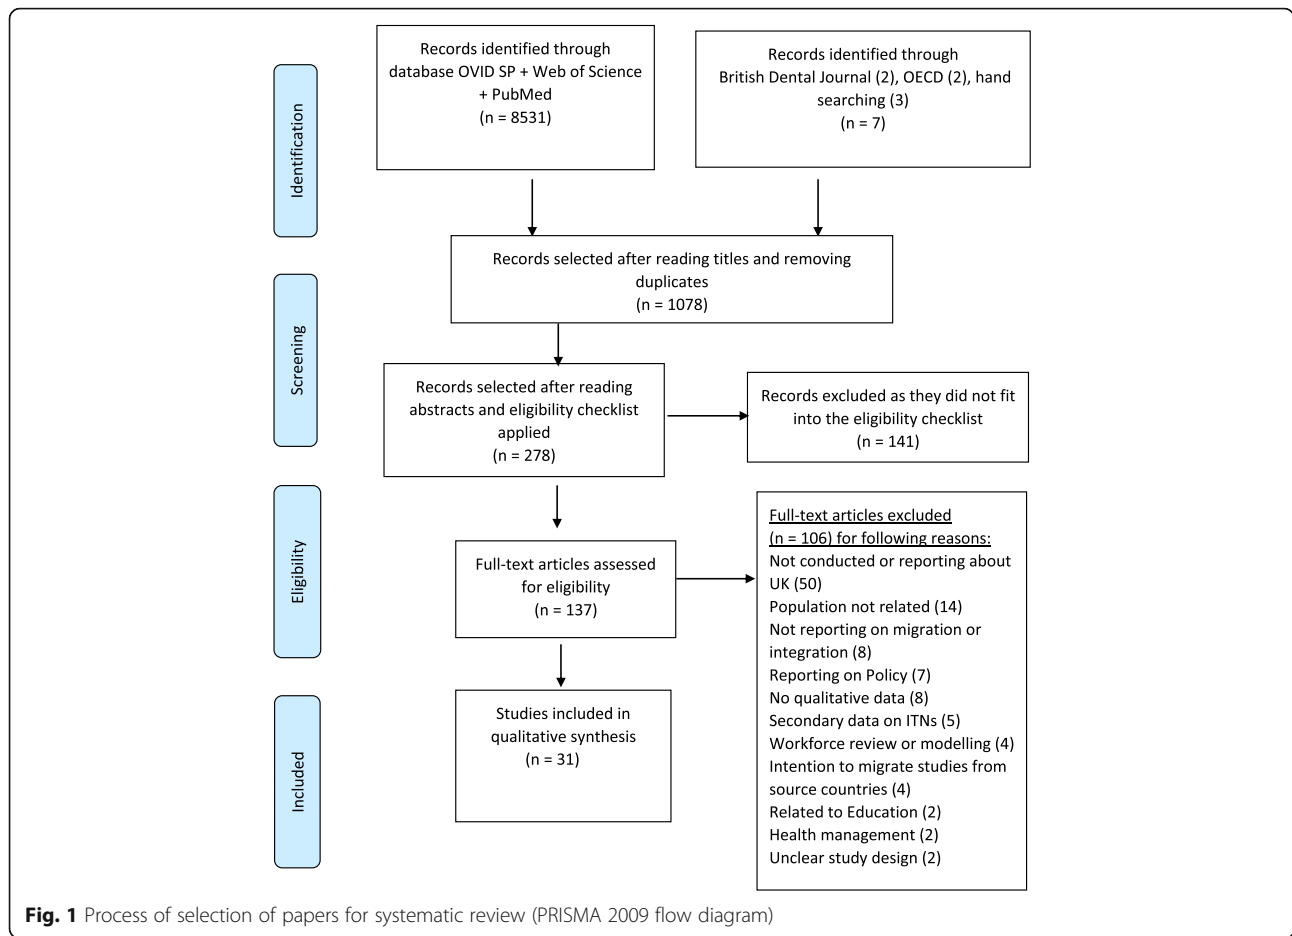 Identification
Records identified through
database OVID SP + Web of Science
+ PubMed
(n = 8531)
Records identified through
British Dental Journal (2), OECD (2), hand
searching (3)
(n = 7)
Screening
Records selected after reading titles and removing
duplicates
(n = 1078)
Records selected after reading
abstracts and eligibility checklist
applied
(n = 278)
Records excluded as they did not fit
into the eligibility checklist
(n = 141)
Eligibility
Full-text articles assessed
for eligibility
(n = 137)
Full-text articles excluded
(n = 106) for following reasons:
Not conducted or reporting about
UK (50)
Population not related (14)
Not reporting on migration or
integration (8)
Reporting on Policy (7)
No qualitative data (8)
Secondary data on ITNs (5)
Workforce review or modelling (4)
Intention to migrate studies from
source countries (4)
Related to Education (2)
Health management (2)
Unclear study design (2)
Included
Studies included in
qualitative synthesis
(n = 31)
Fig. 1 Process of selection of papers for systematic review (PRISMA 2009 flow diagram)